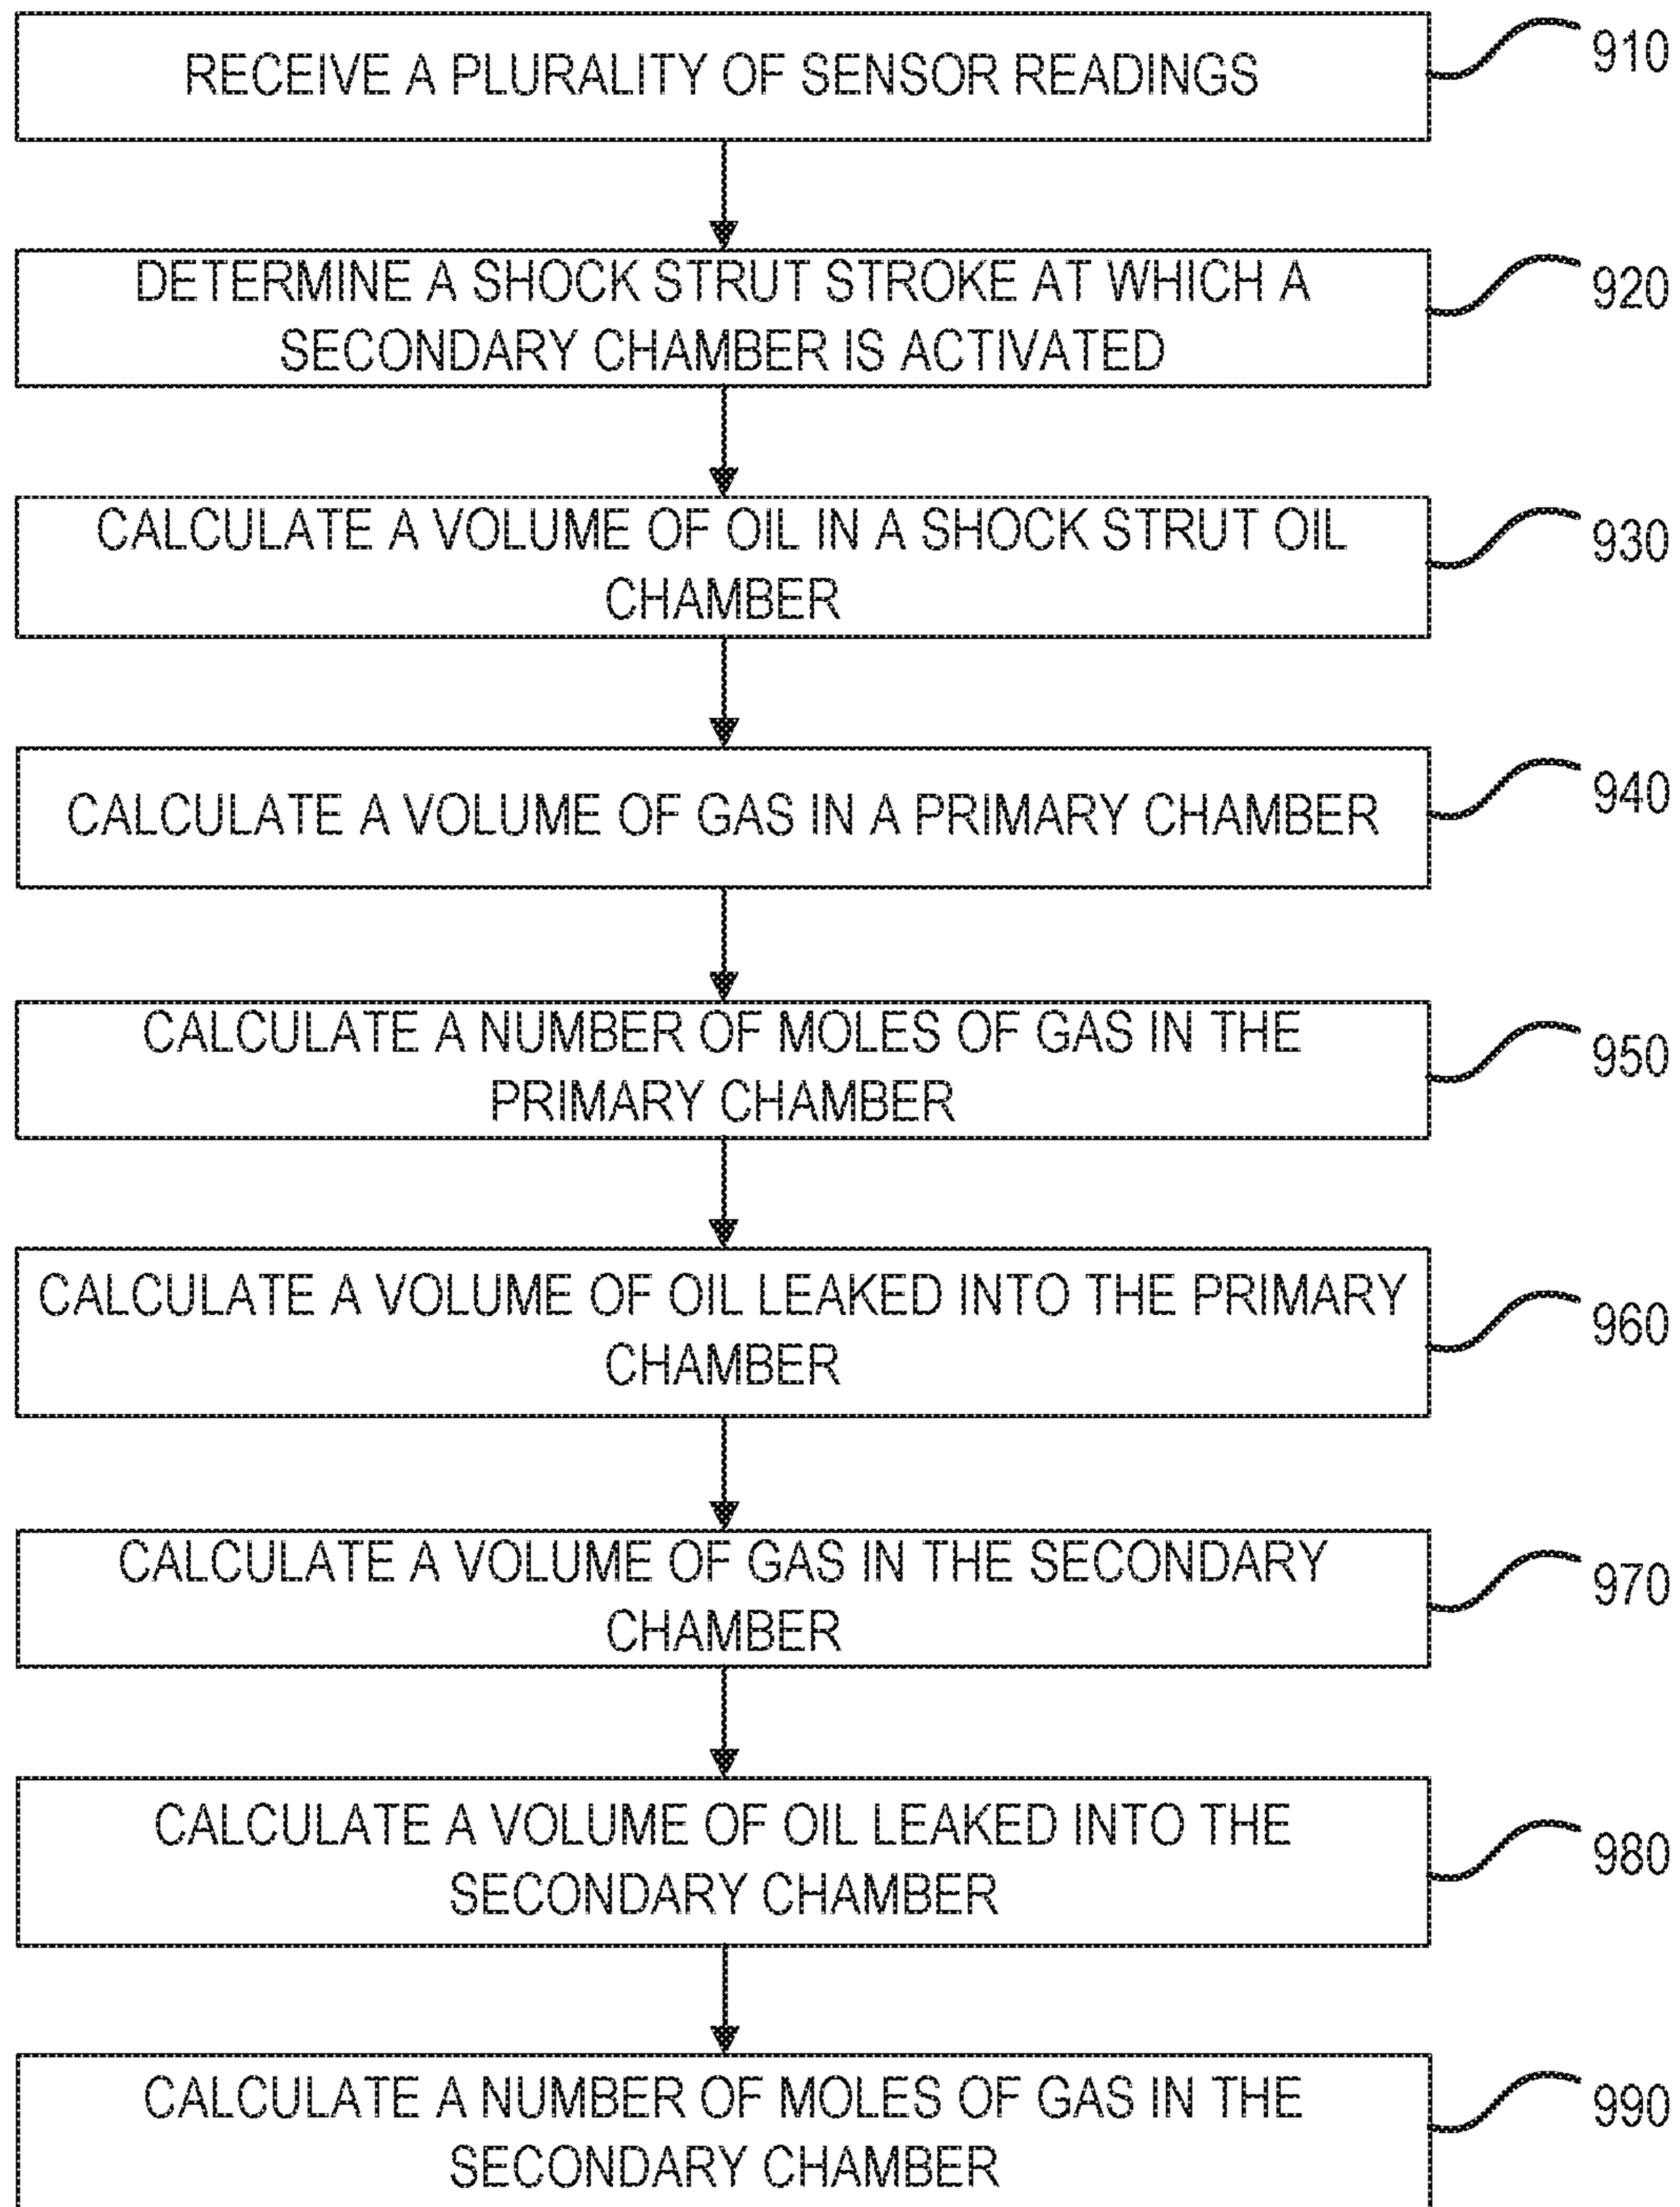 RECEIVE A PLURALITY OF SENSOR READINGS
910
DETERMINE A SHOCK STRUT STROKE AT WHICH A
SECONDARY CHAMBER IS ACTIVATED
920
CALCULATE A VOLUME OF OIL IN A SHOCK STRUT OIL
CHAMBER
930
CALCULATE A VOLUME OF GAS IN A PRIMARY CHAMBER
940
CALCULATE A NUMBER OF MOLES OF GAS IN THE
PRIMARY CHAMBER
950
CALCULATE A VOLUME OF OIL LEAKED INTO THE PRIMARY
CHAMBER
960
CALCULATE A VOLUME OF GAS IN THE SECONDARY
CHAMBER
970
CALCULATE A VOLUME OF OIL LEAKED INTO THE
SECONDARY CHAMBER
980
CALCULATE A NUMBER OF MOLES OF GAS IN THE
SECONDARY CHAMBER
990